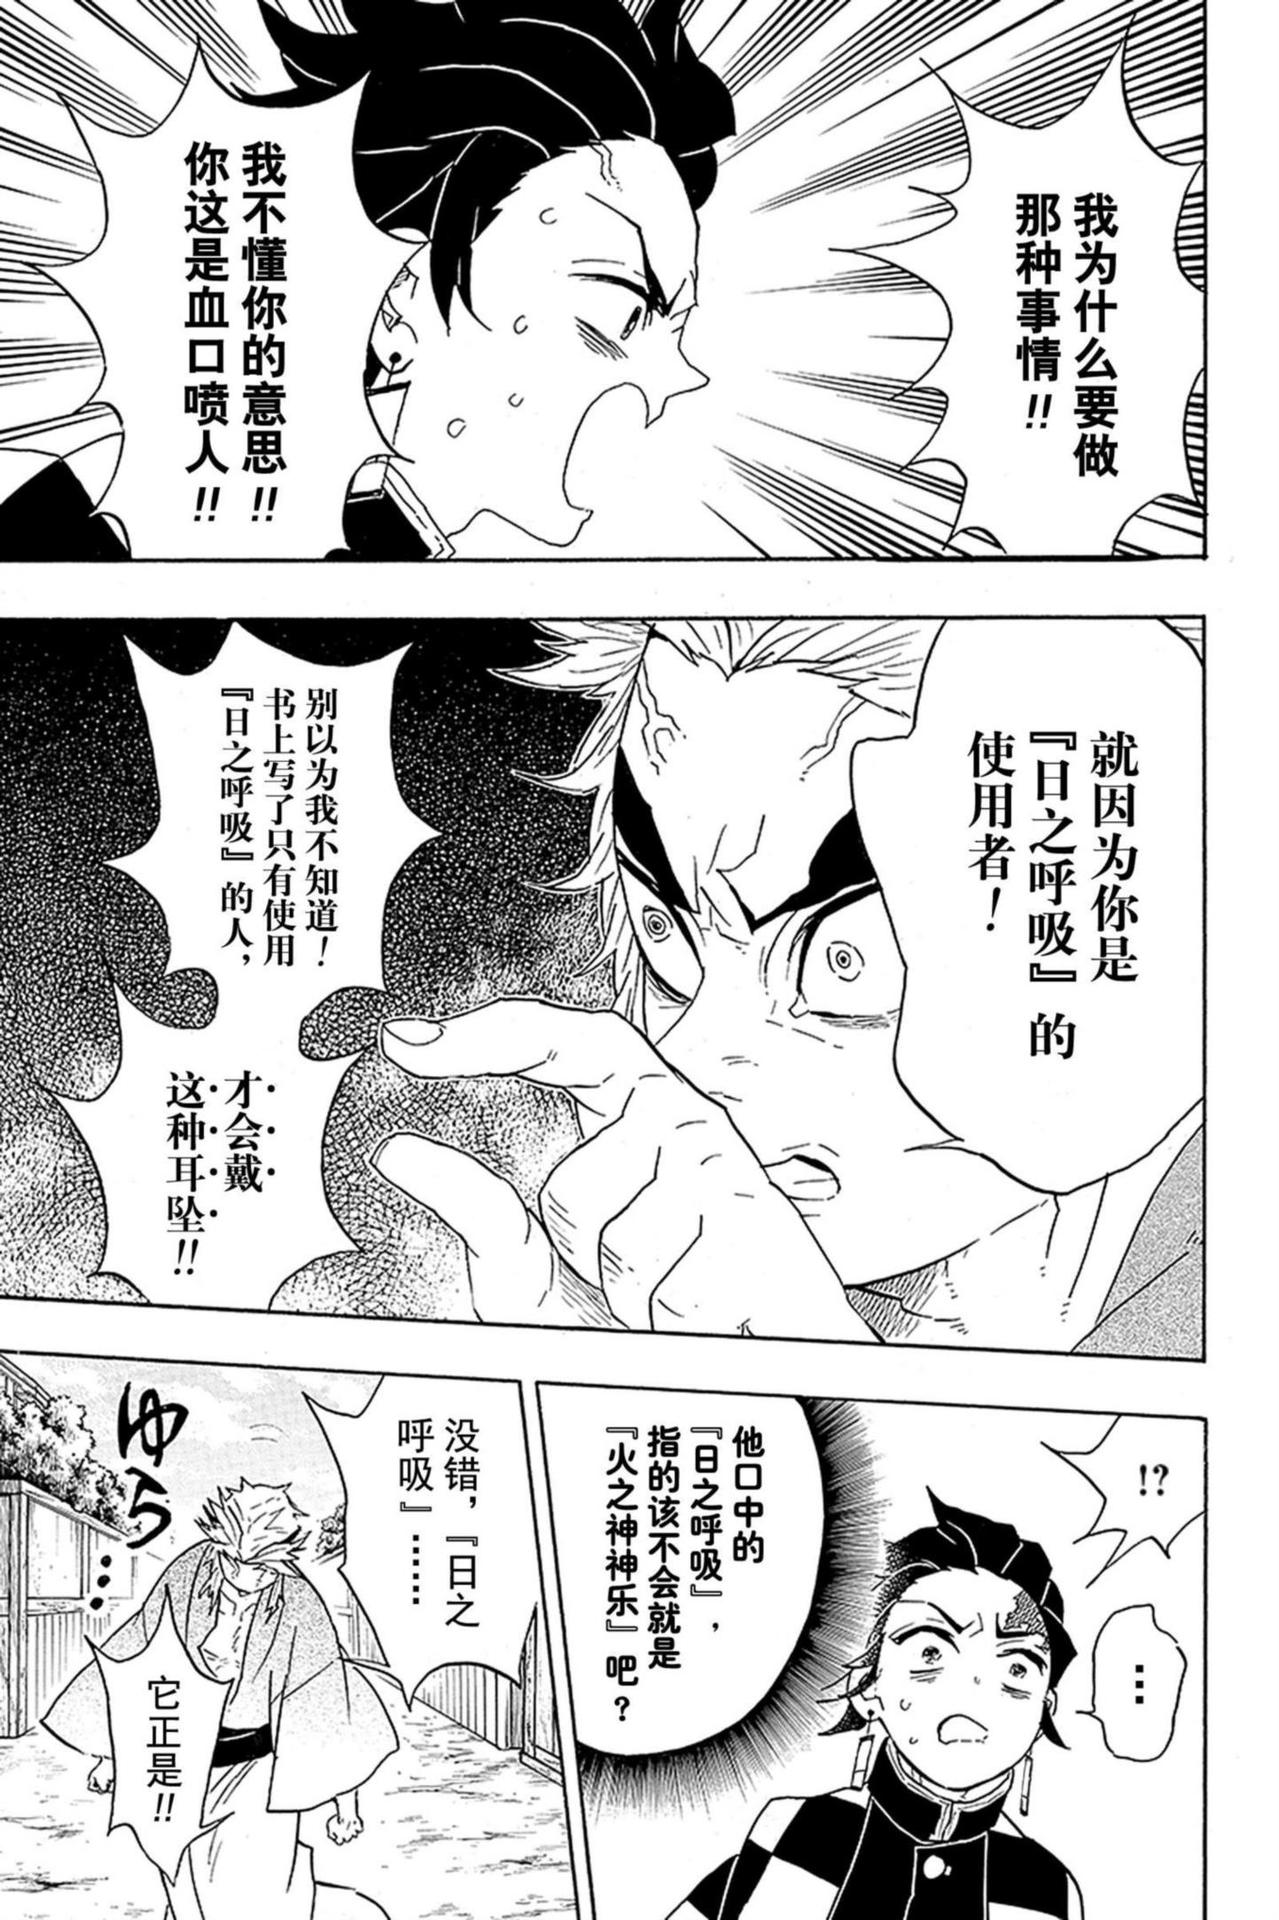 我为什么要做
那种事情!!
我不懂你的意思!!
你这是血口喷人!!
就因为你是
『日之呼吸』的
使用者！
别以为我不知道！
书上写了只有使用
『日之呼吸』的人，
才会戴
这种耳坠!!
!?
…
他口中的
『日之呼吸』，
指的该不会就是
『火之神神乐』吧？
没错，『日之
呼吸』……
ゆら…
它正是!!